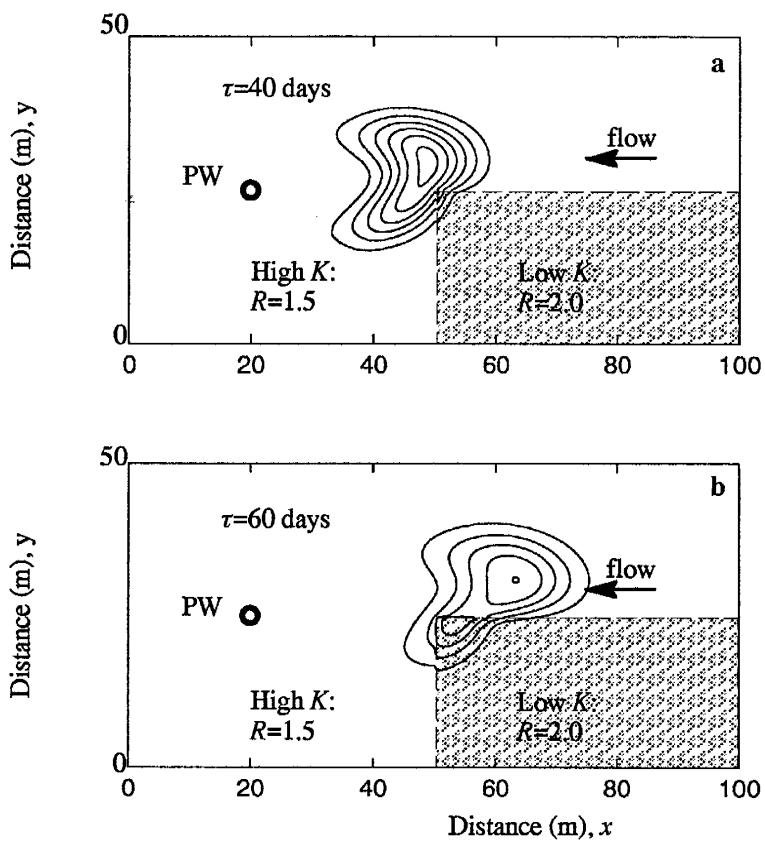 50
a
τ=40 days
flow
PW
Distance (m), y
High K:
Low K:
R=1.5
R=2.0
0
0
20
40
60
80
100
50
b
τ=60 days
flow
PW
Distance (m), y
High K:
Low K:
R=1.5
R=2.0
0
0
20
40
60
80
100
Distance (m), x